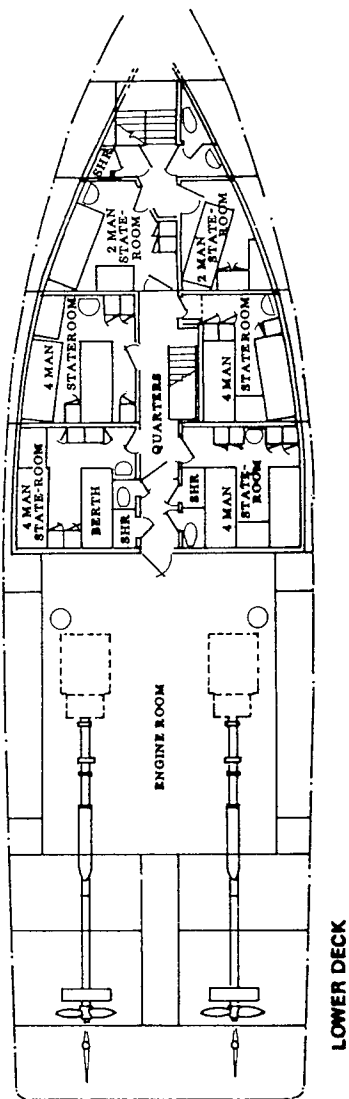 SHR
2 MAN
STATE-
ROOM
2 MAN
STATE-
ROOM
4 MAN
STATEROOM
4 MAN
STATEROOM
QUARTERS
4 MAN
STATE-ROOM
BERTH
SHR
SHR
4 MAN
STATE-
ROOM
ENGINE ROOM
LOWER DECK